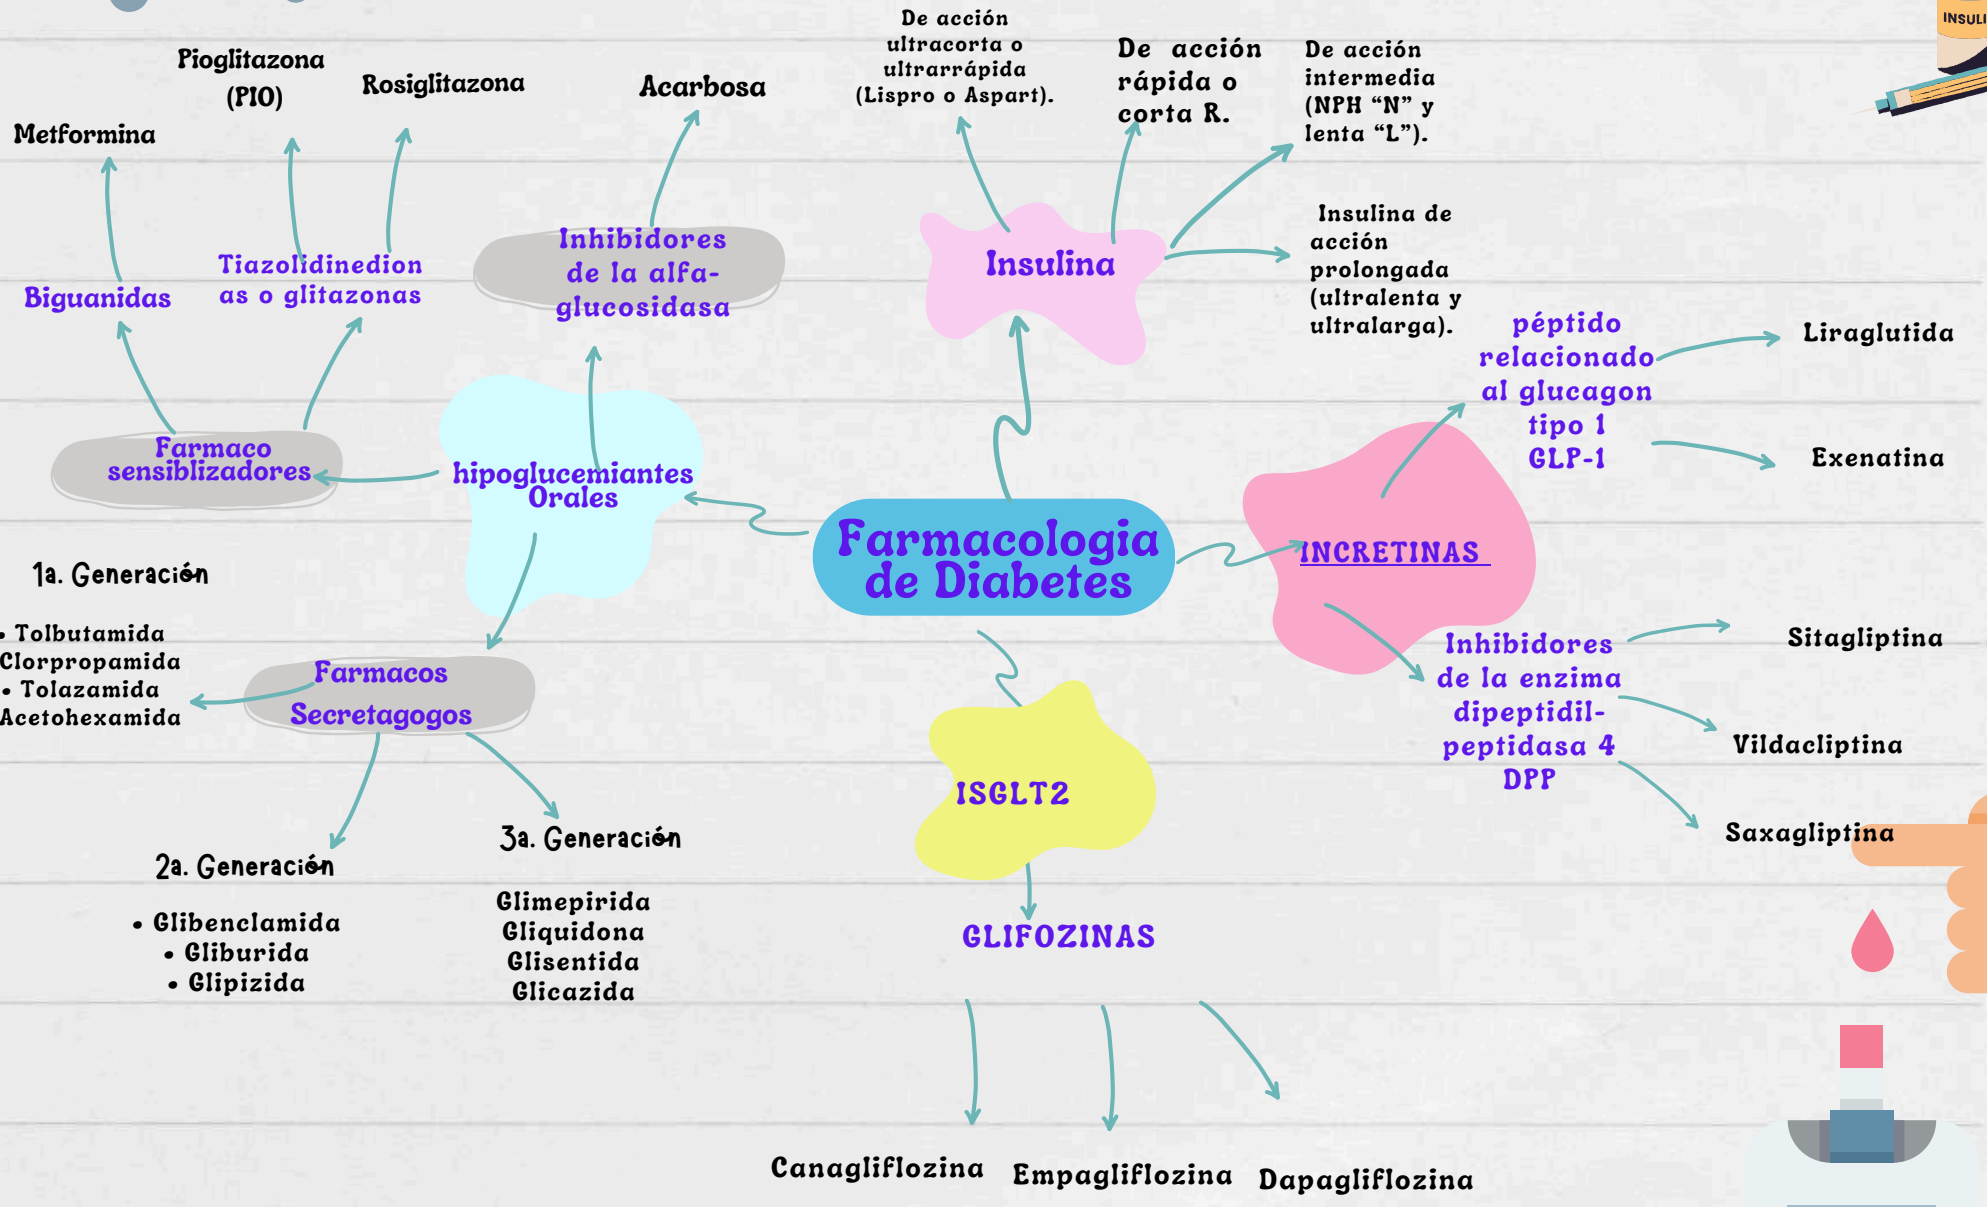 Metformina
Pioglitazona
(PIO)
Rosiglitazona
Acarbosa
De acción
ultracorta o
ultrarrápida
(Lispro o Aspart).
De acción
rápida o
corta R.
De acción
intermedia
(NPH “N” y
lenta “L”).
INSULI
Biguanidas
Tiazolidinedion
as o glitazonas
Inhibidores
de la alfa-
glucosidasa
Insulina
Insulina de
acción
prolongada
(ultralenta y
ultralarga).
péptido
relacionado
al glucagon
tipo 1
GLP-1
Liraglutida
Exenatina
Farmaco
sensiblizadores
hipoglucemiantes
Orales
Farmacologia
de Diabetes
INCRETINAS
1a. Generación
• Tolbutamida
Clorpropamida
• Tolazamida
Acetohexamida
Farmacos
Secretagogos
Inhibidores
de la enzima
dipeptidil-
peptidasa 4
DPP
Sitagliptina
Vildacliptina
Saxagliptina
ISGLT2
2a. Generación
• Glibenclamida
• Gliburida
• Glipizida
3a. Generación
Glimepirida
Gliquidona
Glisentida
Glicazida
GLIFOZINAS
Canagliflozina
Empagliflozina
Dapagliflozina